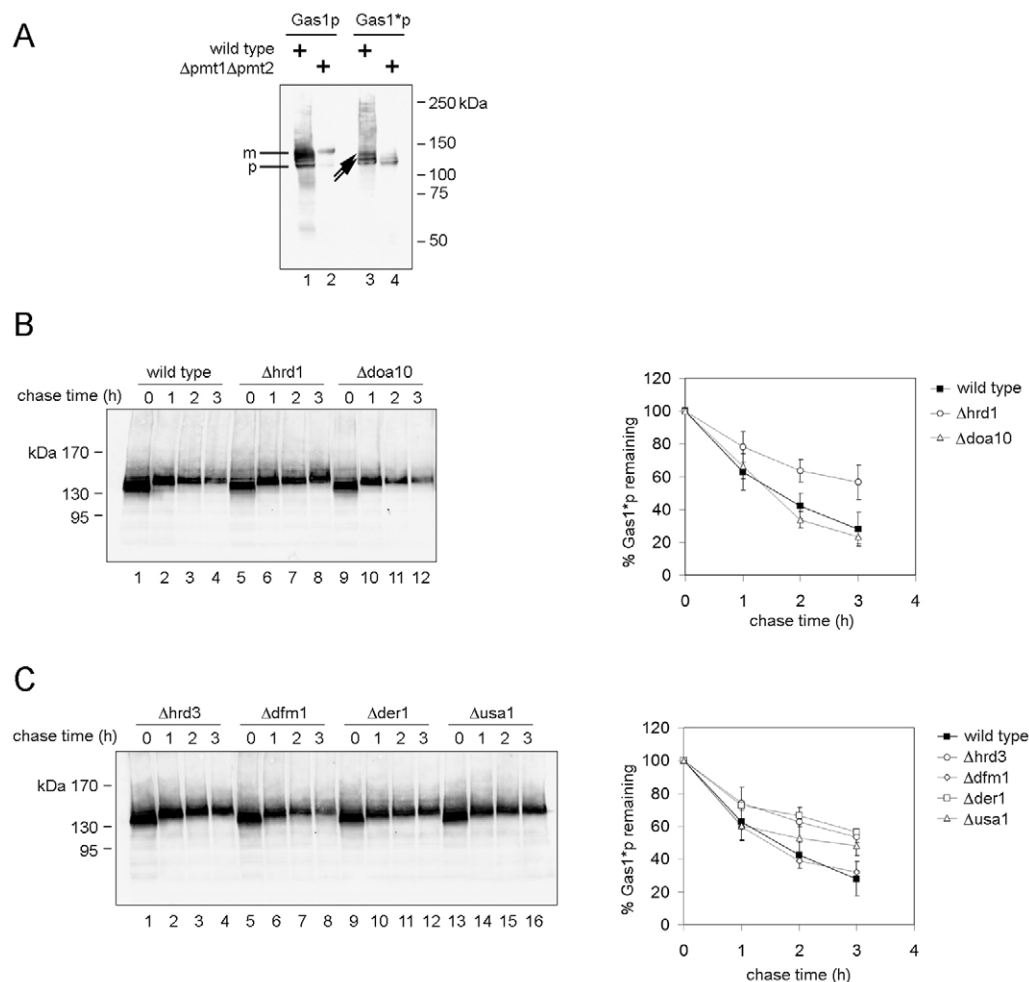 A
Gas1p Gas1*p
wild type + +
Δpmt1Δpmt2 + +
250 kDa
m
150
p
100
75
50
1 2 3 4
B
wild type Δhrd1 Δdoa10
chase time (h) 0 1 2 3 0 1 2 3 0 1 2 3
kDa 170
130
95
1 2 3 4 5 6 7 8 9 10 11 12
% Gas1*p remaining
120
100
80
60
40
20
0
0 1 2 3 4
chase time (h)
wild type
Δhrd1
Δdoa10
C
Δhrd3 Δdfm1 Δder1 Δusa1
chase time (h) 0 1 2 3 0 1 2 3 0 1 2 3 0 1 2 3
kDa 170
130
95
1 2 3 4 5 6 7 8 9 10 11 12 13 14 15 16
% Gas1*p remaining
120
100
80
60
40
20
0
0 1 2 3 4
chase time (h)
wild type
Δhrd3
Δdfm1
Δder1
Δusa1